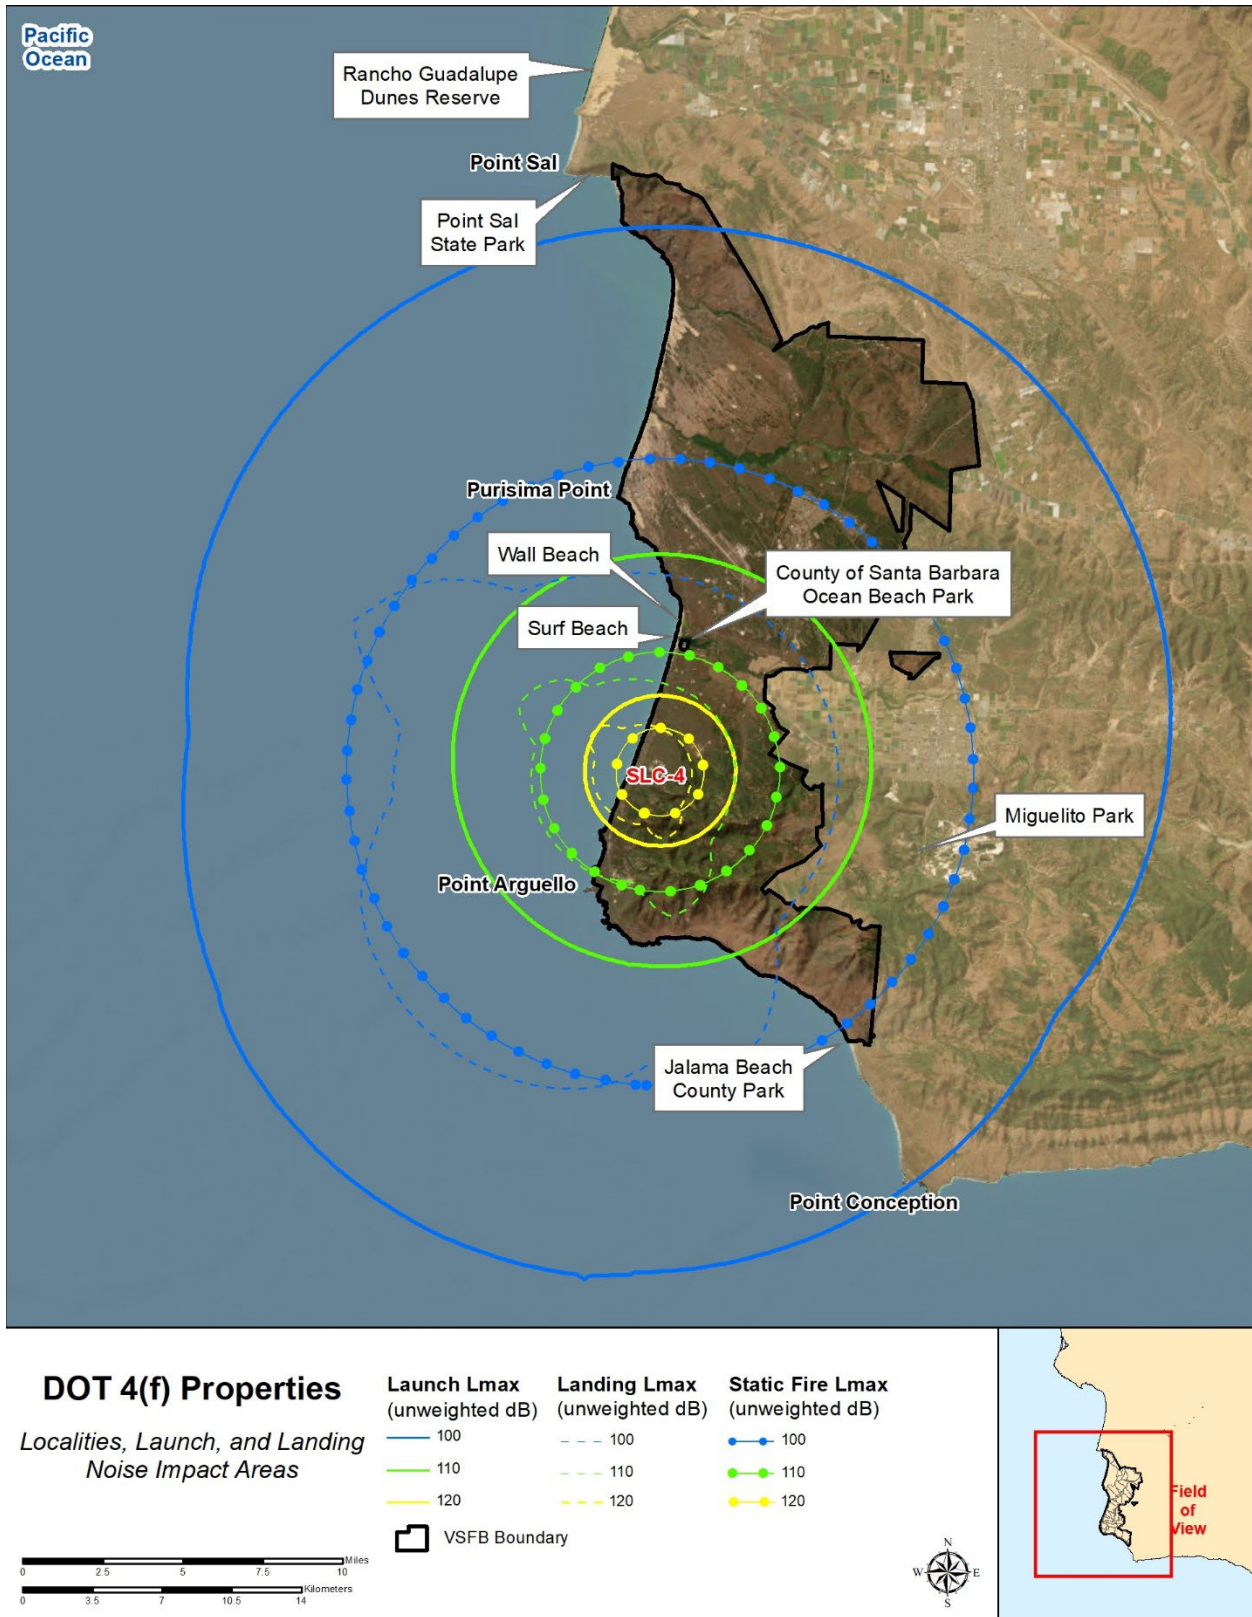 Pacific
Ocean
Rancho Guadalupe
Dunes Reserve
Point Sal
Point Sal
State Park
Purisima Point
Wall Beach
County of Santa Barbara
Ocean Beach Park
Surf Beach
SLC-4
Miguelito Park
Point Arguello
Jalama Beach
County Park
Point Conception
DOT 4(f) Properties
Localities, Launch, and Landing
Noise Impact Areas
Launch Lmax
(unweighted dB)
100
110
120
Landing Lmax
(unweighted dB)
100
110
120
Static Fire Lmax
(unweighted dB)
100
110
120
VSFB Boundary
Miles
0 2.5 5 7.5 10
Kilometers
0 3.5 7 10.5 14
N
W E
S
Field
of
View